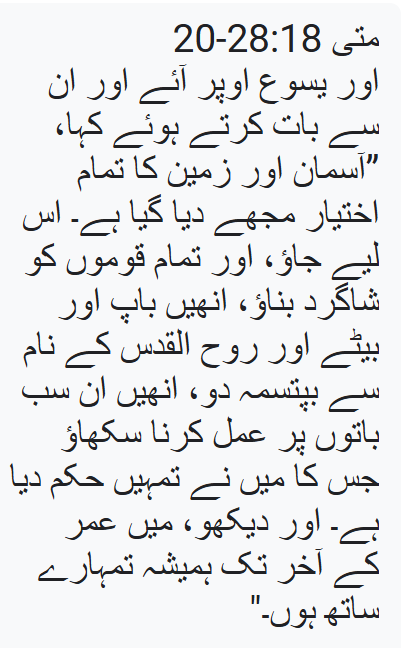 متی 28:18-20
اور یسوع اوپر آئے اور ان
سے بات کرتے ہوئے کہا،
”آسمان اور زمین کا تمام
اختیار مجھے دیا گیا ہے۔ اس
لیے جاؤ، اور تمام قوموں کو
شاگرد بناؤ، انھیں باپ اور
بیٹے اور روح القدس کے نام
سے بپتسمہ دو، انھیں ان سب
باتوں پر عمل کرنا سکھاؤ
جس کا میں نے تمہیں حکم دیا
ہے۔ اور دیکھو، میں عمر
کے آخر تک ہمیشہ تمہارے
ساتھ ہوں۔"